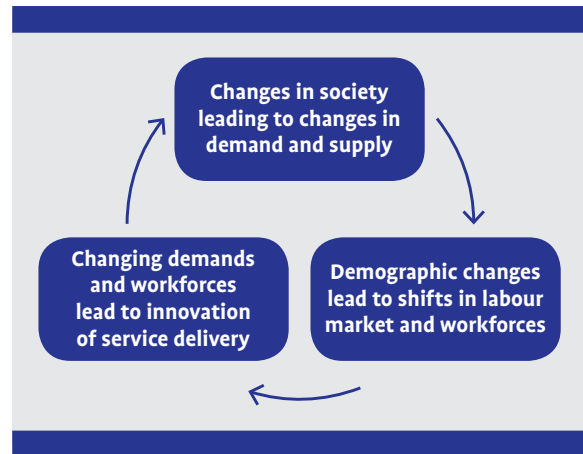 Changes in society
leading to changes in
demand and supply
Demographic changes
lead to shifts in labour
market and workforces
Changing demands
and workforces
lead to innovation
of service delivery